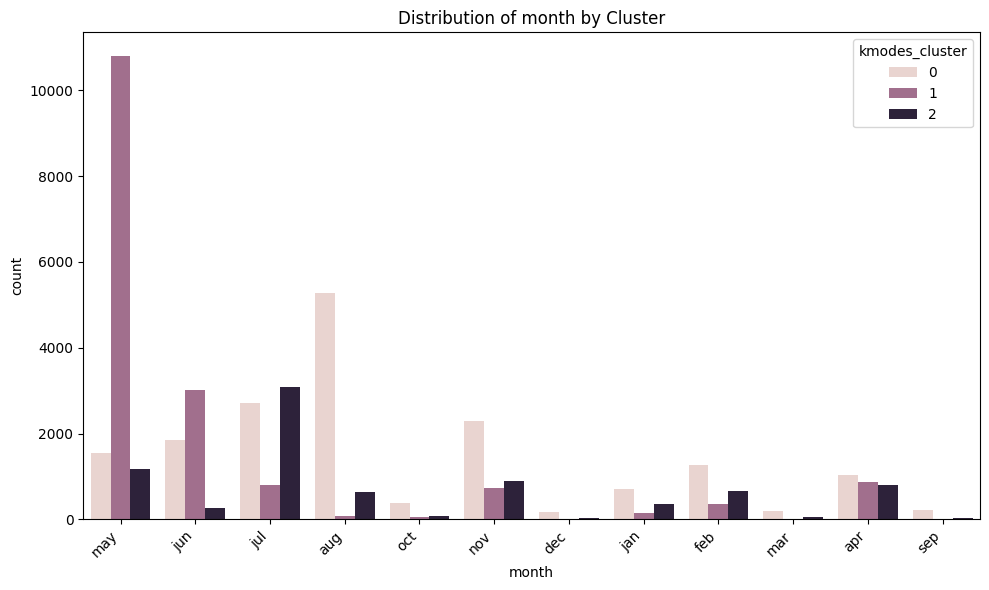 Distribution of month by Cluster
kmodes_cluster
0
1
2
10000
8000
6000
4000
2000
0
count
may
jun
jul
aug
oct
nov
dec
jan
feb
mar
apr
sep
month